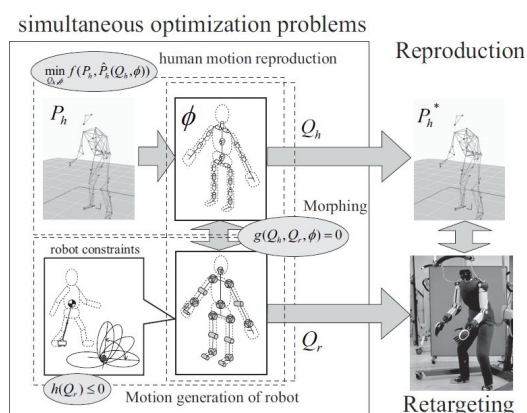 simultaneous optimization problems
human motion reproduction
Reproduction
min f(P_h, P̂_h(Q_h, ϕ))
Q_h,ϕ
P_h
ϕ
Q_h
P_h*
Morphing
g(Q_h, Q_r, ϕ) = 0
robot constraints
Q_r
h(Q_r) ≤ 0
Motion generation of robot
Retargeting